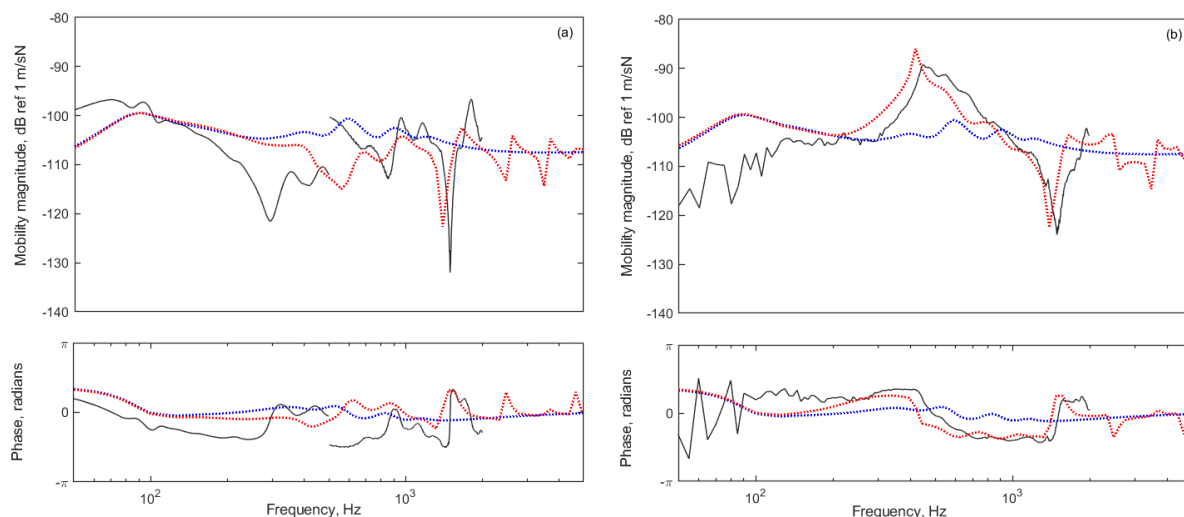 (a)
Mobility magnitude, dB ref 1 m/sN
-80
-90
-100
-110
-120
-130
-140
Phase, radians
π
0
-π
10²
10³
Frequency, Hz
(b)
Mobility magnitude, dB ref 1 m/sN
-80
-90
-100
-110
-120
-130
-140
Phase, radians
π
0
-π
10²
10³
Frequency, Hz